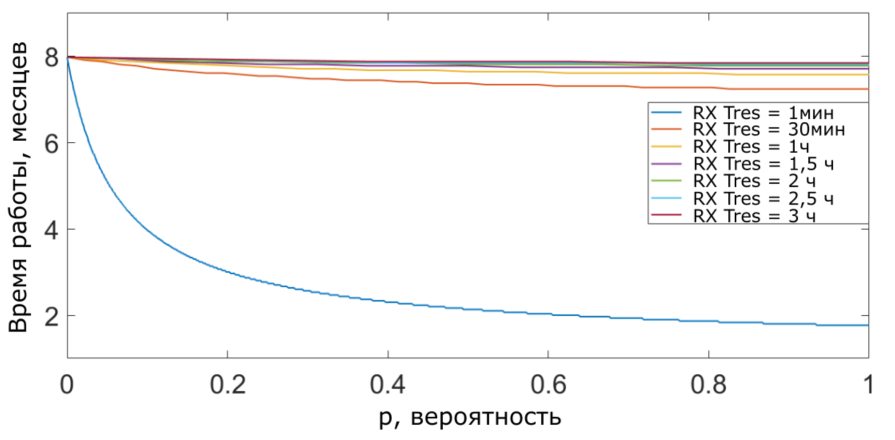 Время работы, месяцев
8
6
4
2
RX Tres = 1мин
RX Tres = 30мин
RX Tres = 1ч
RX Tres = 1,5 ч
RX Tres = 2 ч
RX Tres = 2,5 ч
RX Tres = 3 ч
0 0.2 0.4 0.6 0.8 1
p, вероятность